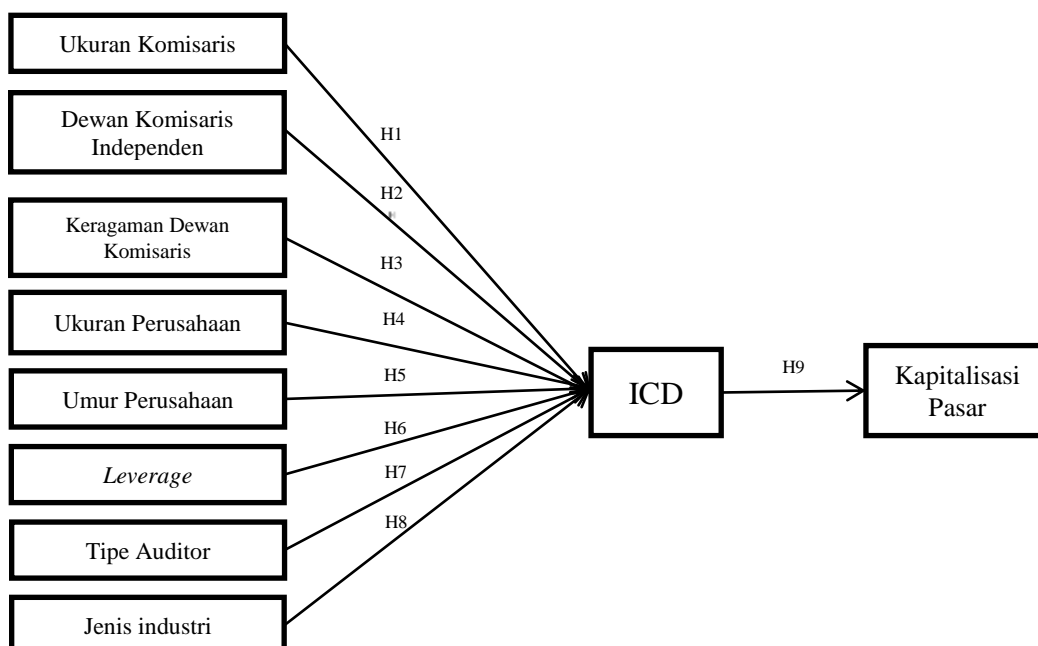 Ukuran Komisaris
Dewan Komisaris
Independen
Keragaman Dewan
Komisaris
Ukuran Perusahaan
Umur Perusahaan
Leverage
Tipe Auditor
Jenis industri
H1
H2
H3
H4
H5
H6
H7
H8
ICD
H9
Kapitalisasi
Pasar